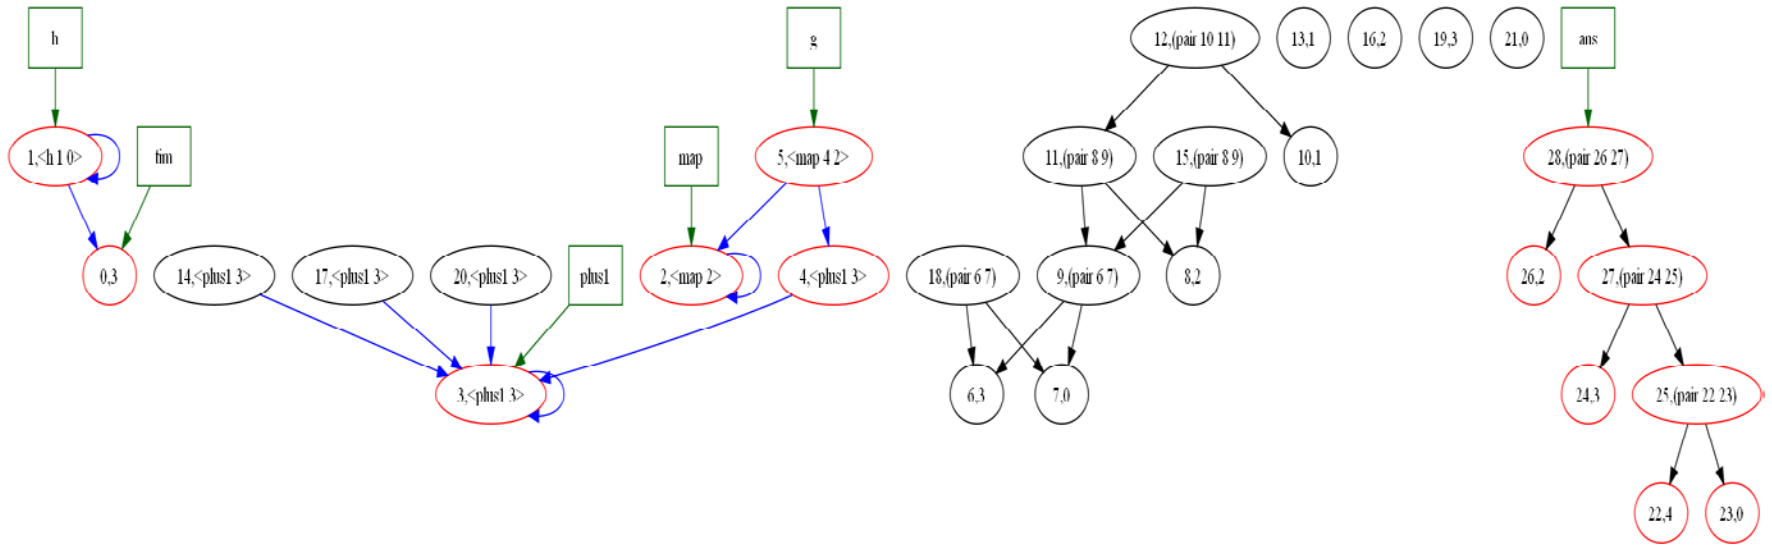 h
g
12,(pair 10 11)
13,1
16,2
19,3
21,0
ans
1,<h 1 0>
tim
map
5,<map 4 2>
11,(pair 8 9)
15,(pair 8 9)
10,1
28,(pair 26 27)
0,3
14,<plus1 3>
17,<plus1 3>
20,<plus1 3>
plus1
2,<map 2>
4,<plus1 3>
18,(pair 6 7)
9,(pair 6 7)
8,2
26,2
27,(pair 24 25)
3,<plus1 3>
6,3
7,0
24,3
25,(pair 22 23)
22,4
23,0